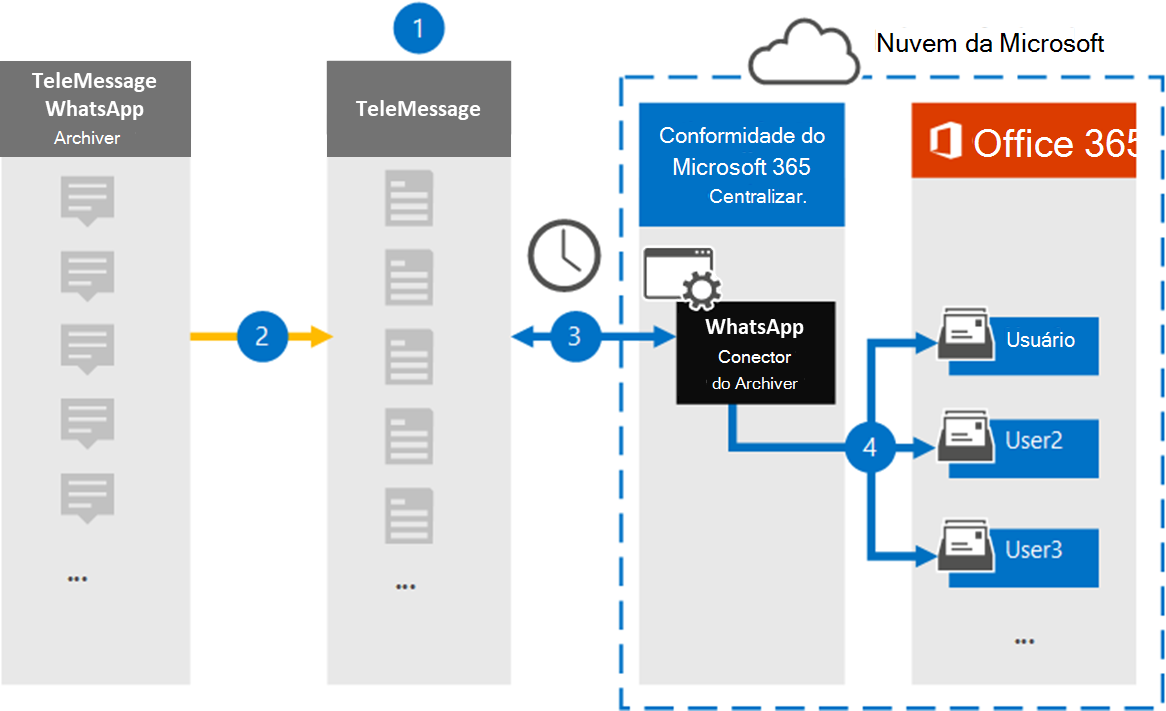 1
Nuvem da Microsoft
TeleMessage
WhatsApp
Archiver
TeleMessage
Conformidade do
Microsoft 365
Centralizar.
Office 365
2
3
WhatsApp
Conector
do Archiver
4
Usuário
User2
User3
...
...
...